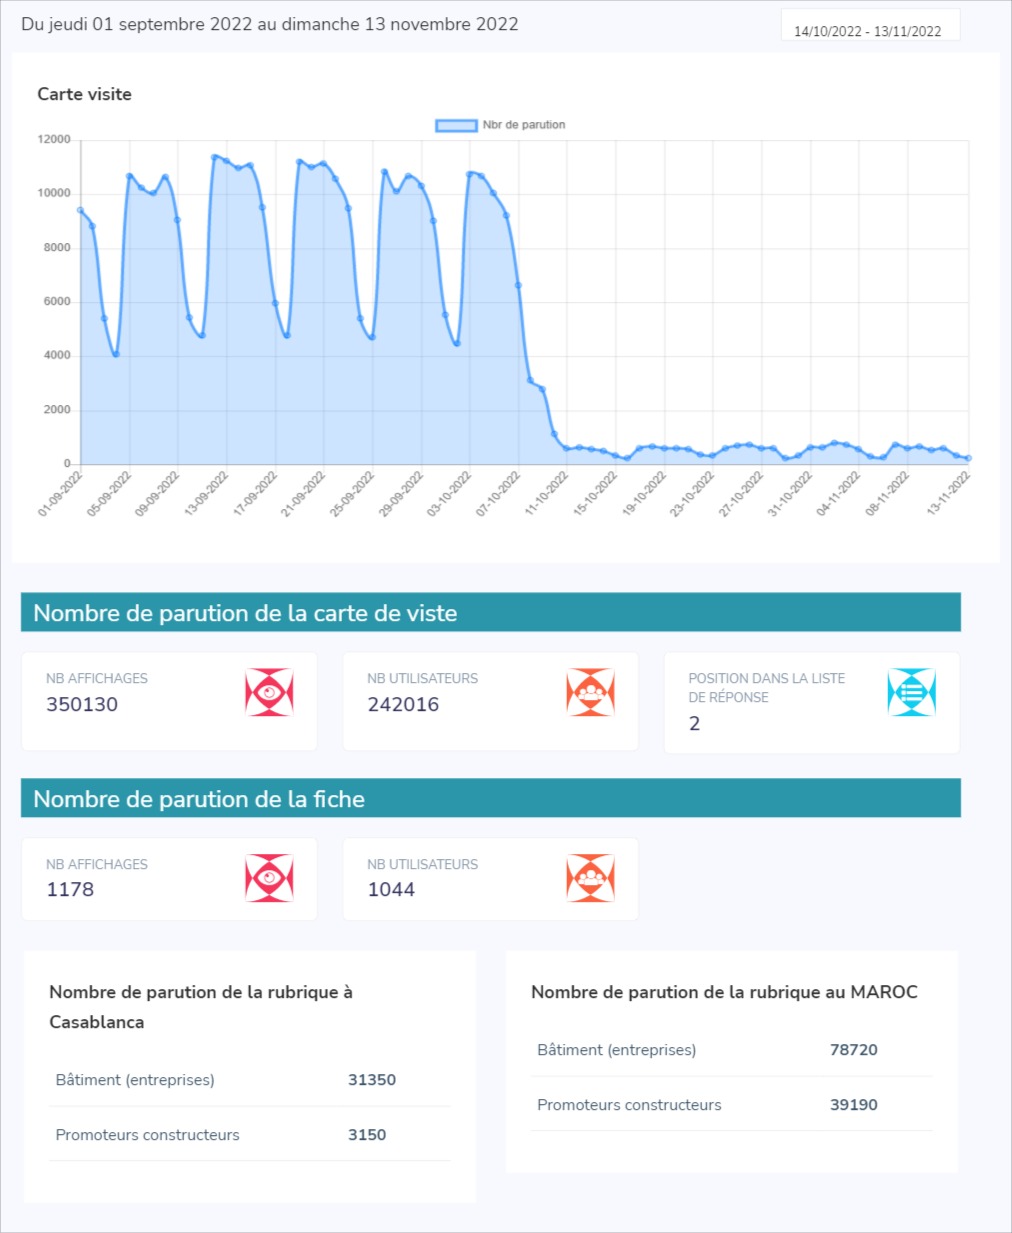 Du jeudi 01 septembre 2022 au dimanche 13 novembre 2022
14/10/2022 - 13/11/2022
Carte visite
Nbr de parution
12000
10000
8000
6000
4000
2000
0
01-09-2022
05-09-2022
09-09-2022
13-09-2022
17-09-2022
21-09-2022
25-09-2022
29-09-2022
03-10-2022
07-10-2022
11-10-2022
15-10-2022
19-10-2022
23-10-2022
27-10-2022
31-10-2022
04-11-2022
08-11-2022
13-11-2022
Nombre de parution de la carte de viste
NB AFFICHAGES
350130
NB UTILISATEURS
242016
POSITION DANS LA LISTE
DE RÉPONSE
2
Nombre de parution de la fiche
NB AFFICHAGES
1178
NB UTILISATEURS
1044
Nombre de parution de la rubrique à
Casablanca
Bâtiment (entreprises) 31350
Promoteurs constructeurs 3150
Nombre de parution de la rubrique au MAROC
Bâtiment (entreprises) 78720
Promoteurs constructeurs 39190